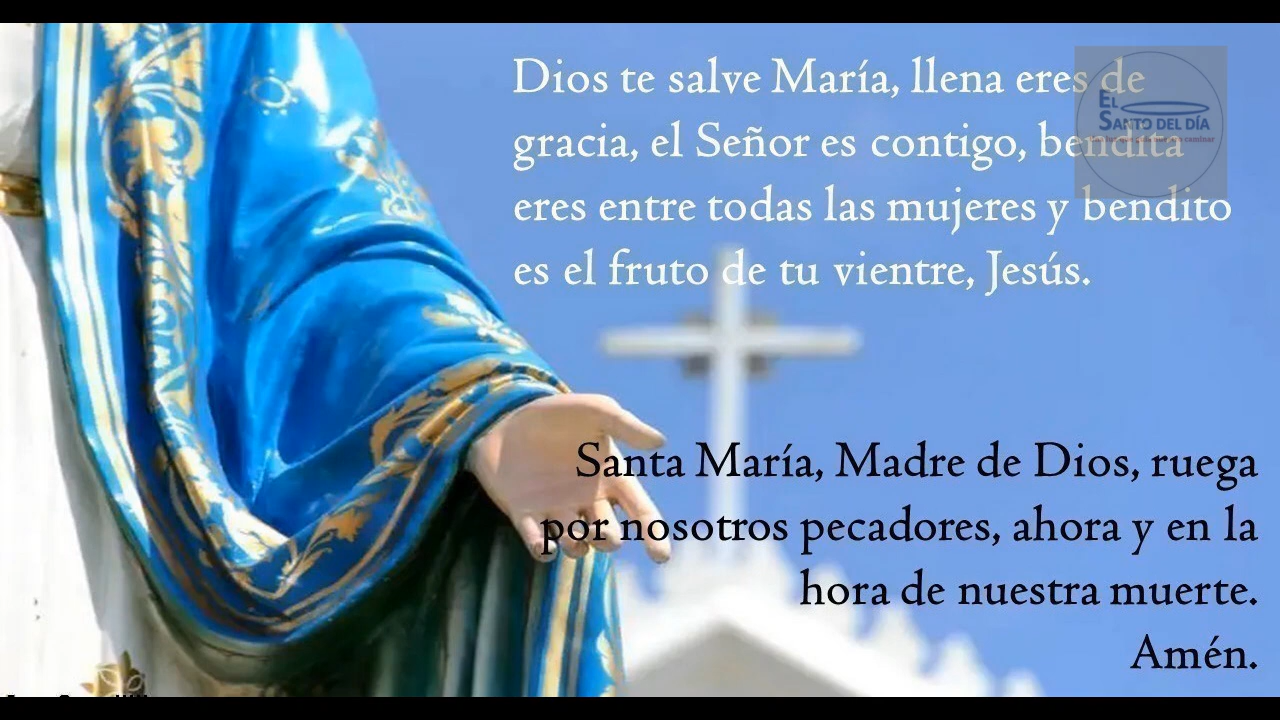 Dios te salve María, llena eres de
gracia, el Señor es contigo, bendita
eres entre todas las mujeres y bendito
es el fruto de tu vientre, Jesús.
EL
SANTO DEL DÍA
Santa María, Madre de Dios, ruega
por nosotros pecadores, ahora y en la
hora de nuestra muerte.
Amén.